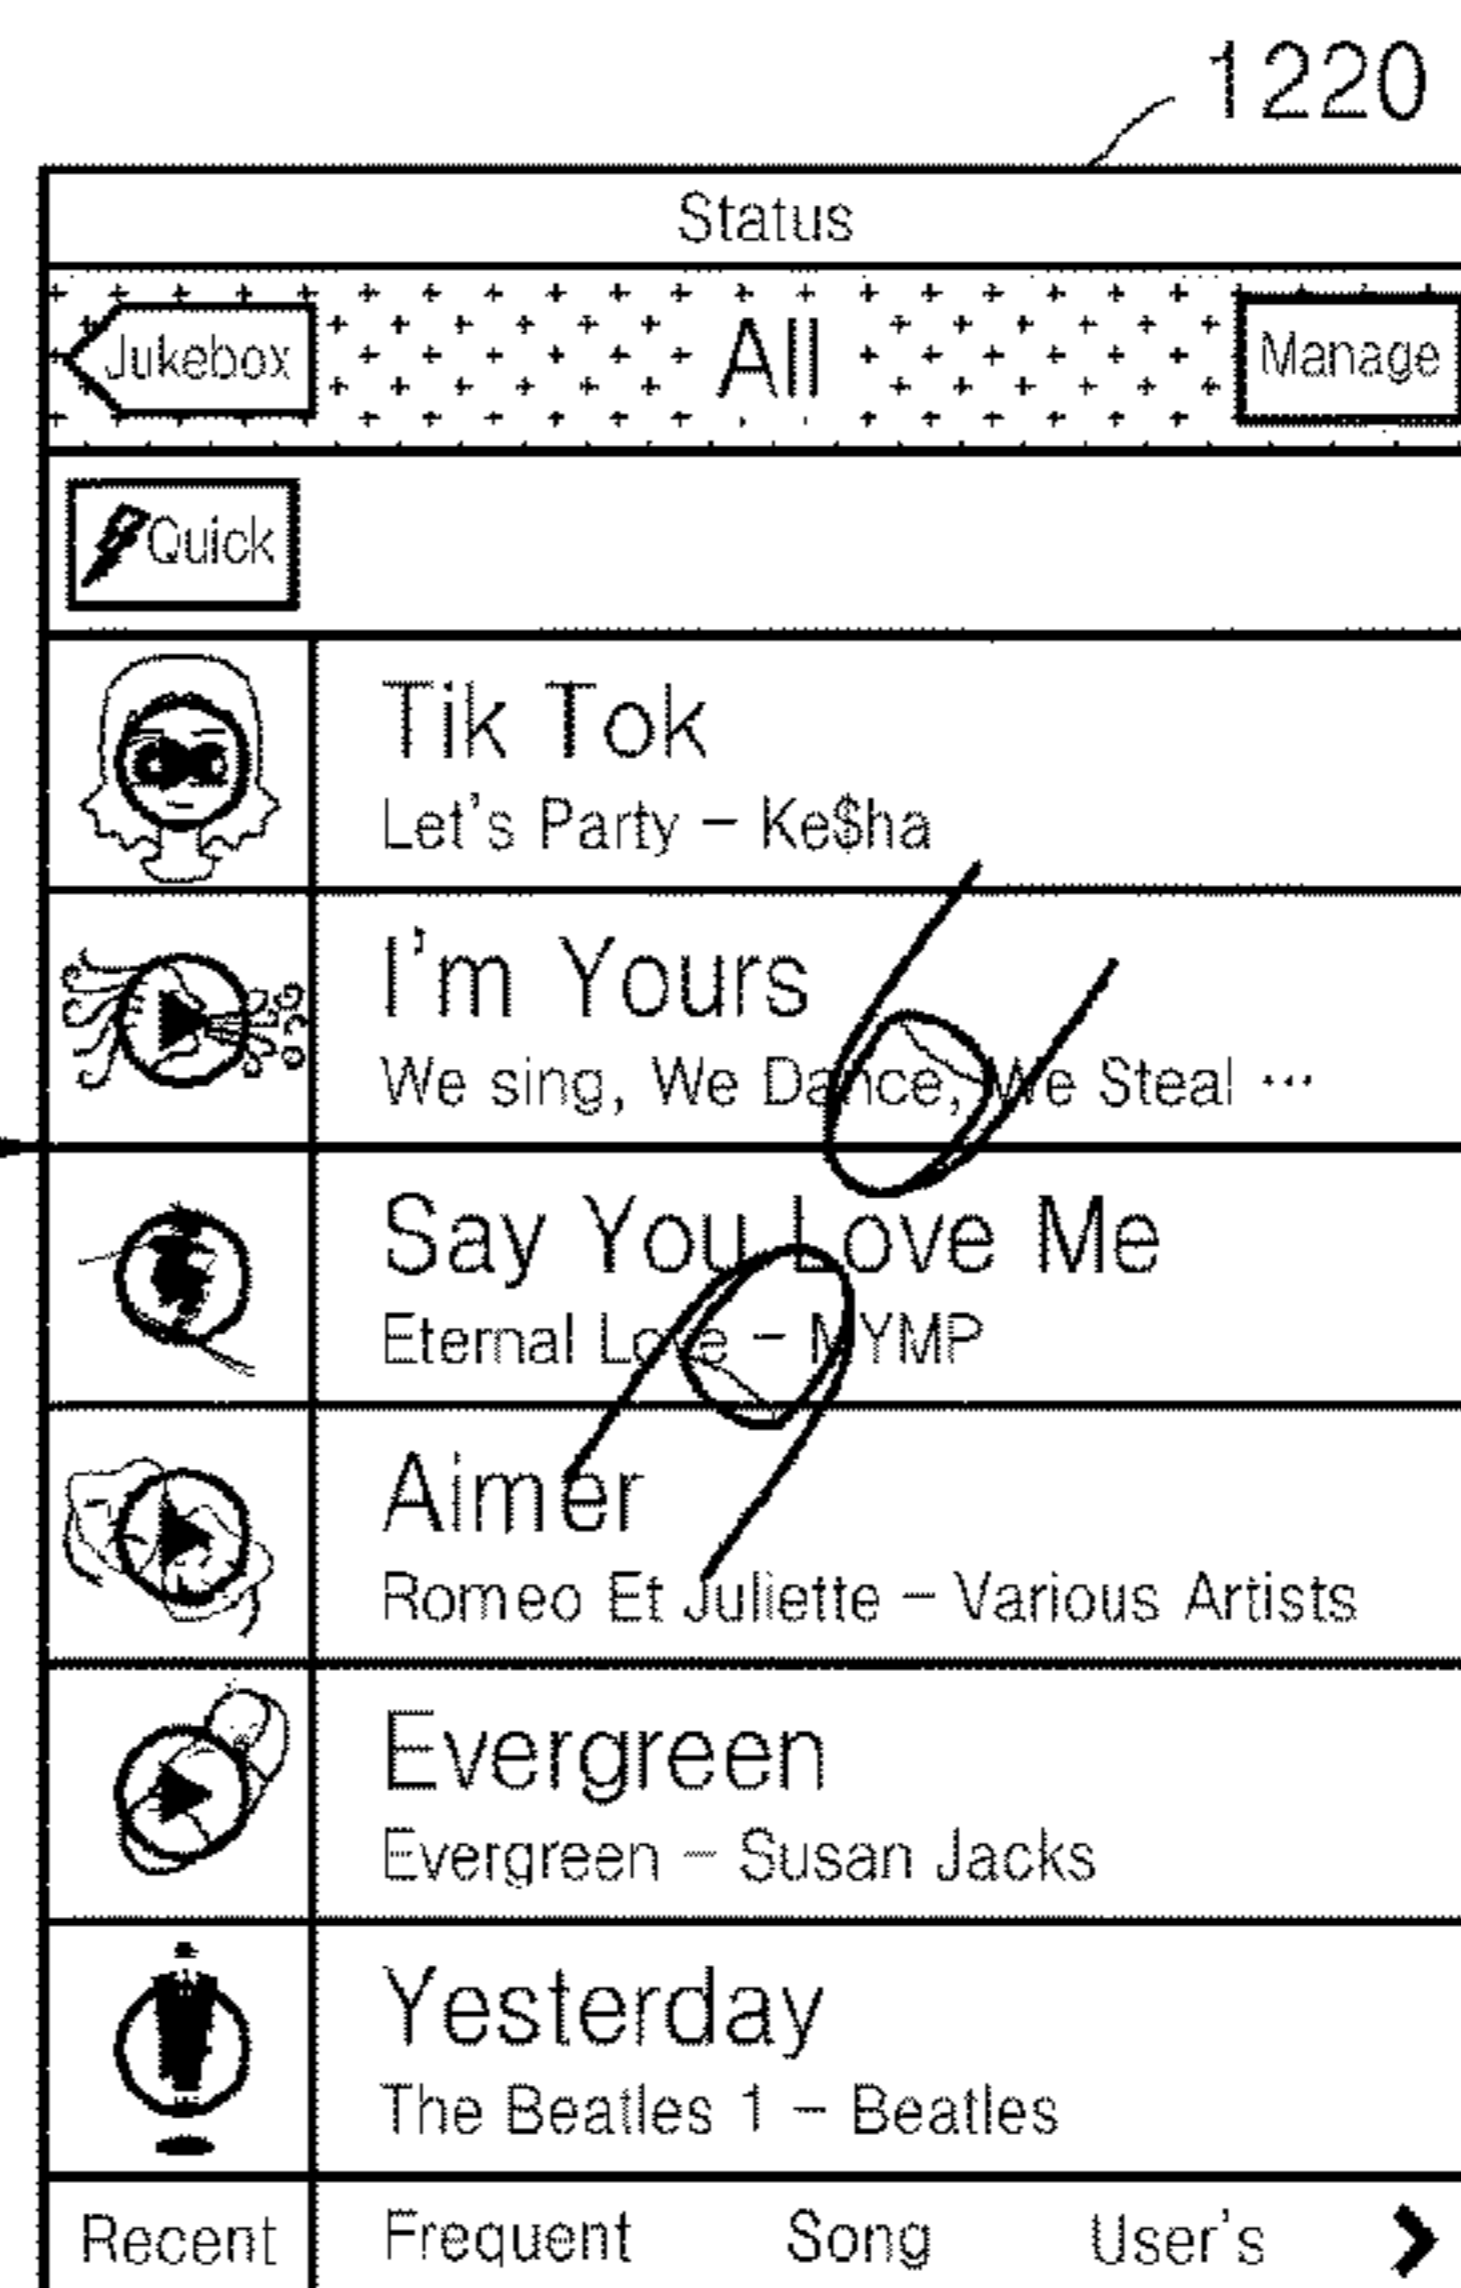 1220
Status
Jukebox All Manage
Quick
Tik Tok
Let's Party – Ke$ha
I'm Yours
We sing, We Dance, We Steal ···
Say You Love Me
Eternal Love – MYMP
Aimer
Romeo Et Juliette – Various Artists
Evergreen
Evergreen – Susan Jacks
Yesterday
The Beatles 1 – Beatles
Recent Frequent Song User's